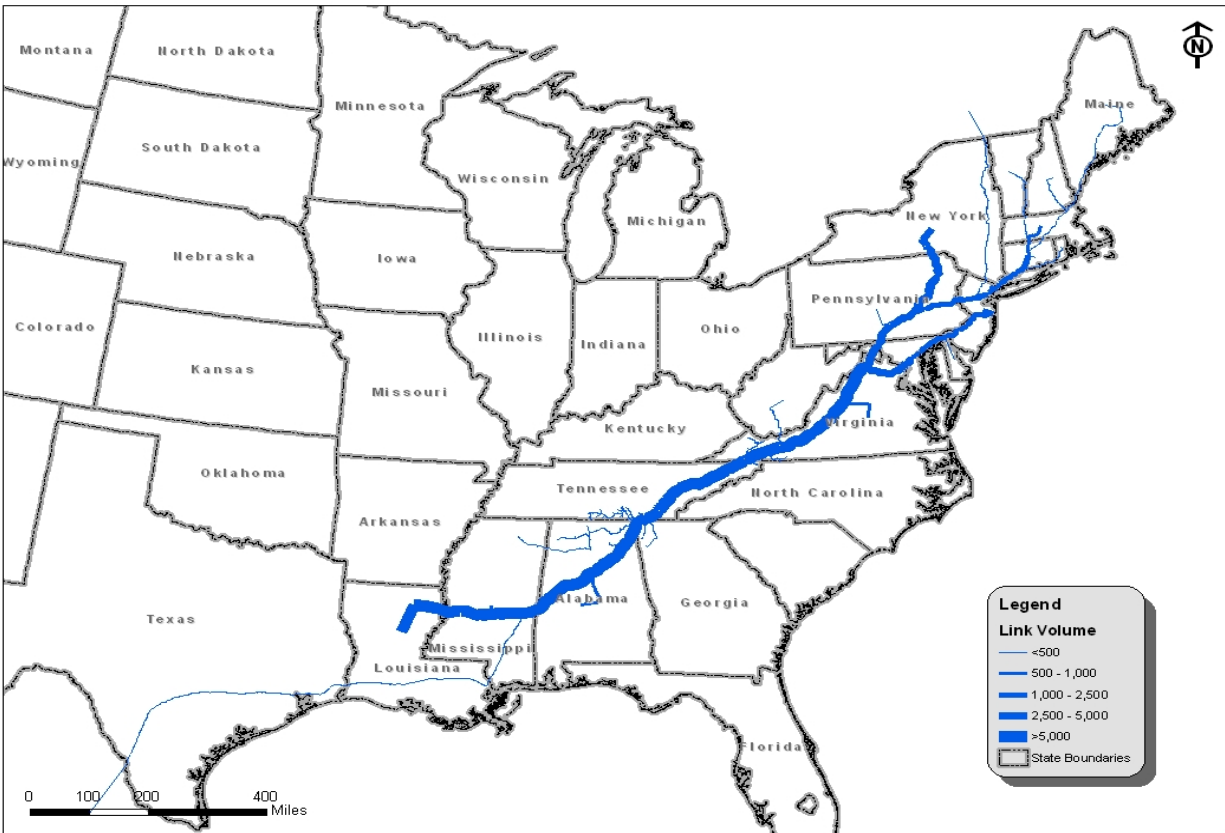 Montana
North Dakota
Minnesota
Maine
N
South Dakota
Wyoming
Wisconsin
Michigan
New York
Nebraska
Iowa
Pennsylvania
Colorado
Illinois
Indiana
Ohio
Kansas
Missouri
Kentucky
Virginia
Oklahoma
Tennessee
North Carolina
Arkansas
Texas
Alabama
Georgia
Mississippi
Louisiana
Florida
Legend
Link Volume
<500
500 - 1,000
1,000 - 2,500
2,500 - 5,000
>5,000
State Boundaries
0 100 200 400
Miles